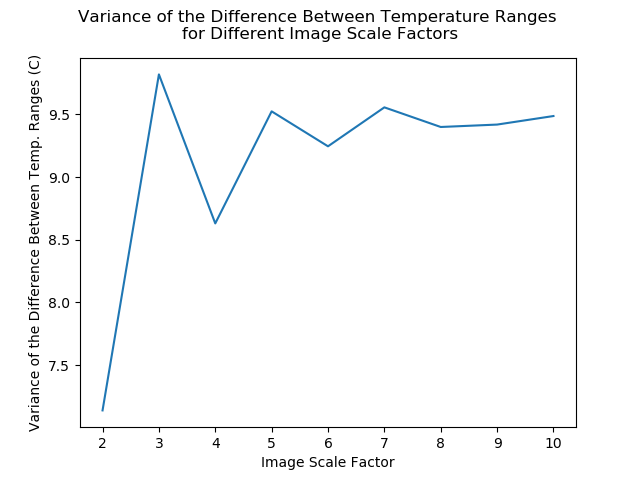 Variance of the Difference Between Temperature Ranges
for Different Image Scale Factors
Variance of the Difference Between Temp. Ranges (C)
9.5
9.0
8.5
8.0
7.5
2 3 4 5 6 7 8 9 10
Image Scale Factor